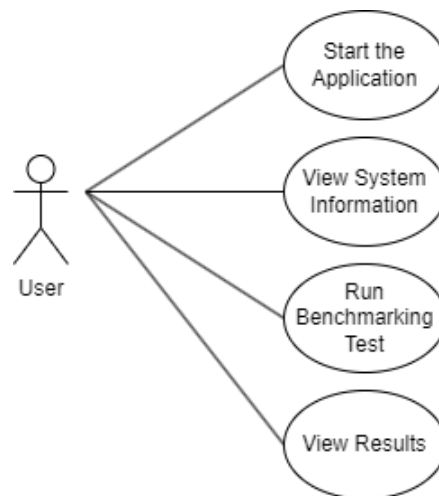 Start the
Application
View System
Information
User
Run
Benchmarking
Test
View Results